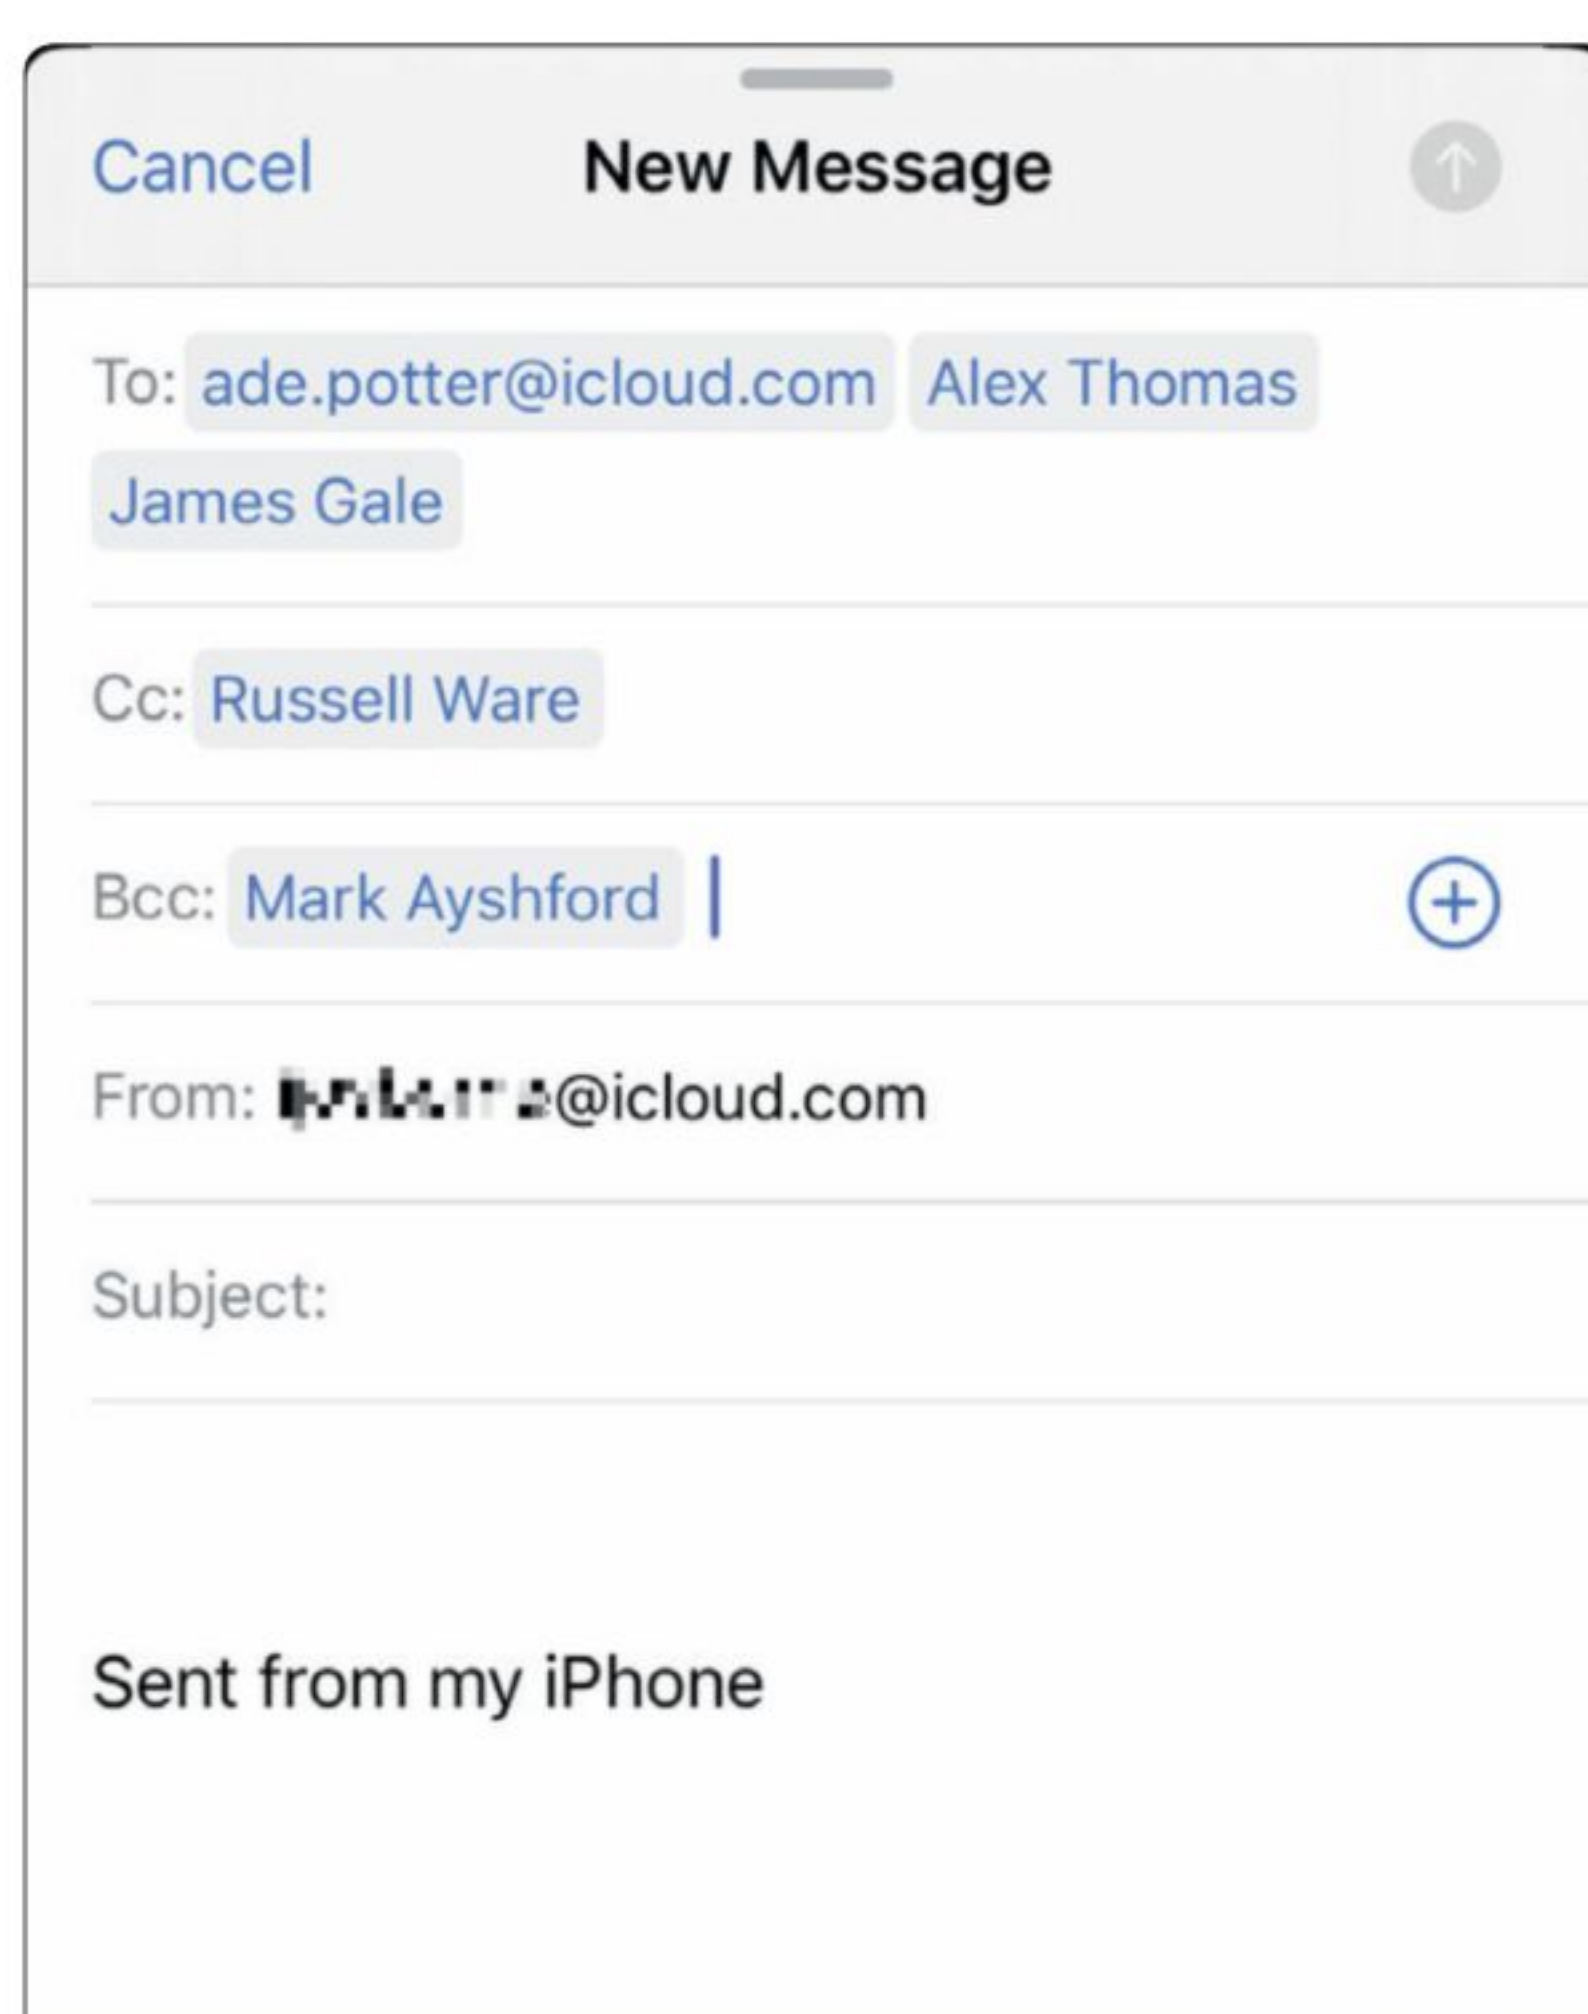 Cancel New Message
To: ade.potter@icloud.com Alex Thomas
James Gale
Cc: Russell Ware
Bcc: Mark Ayshford
From: @icloud.com
Subject:
Sent from my iPhone